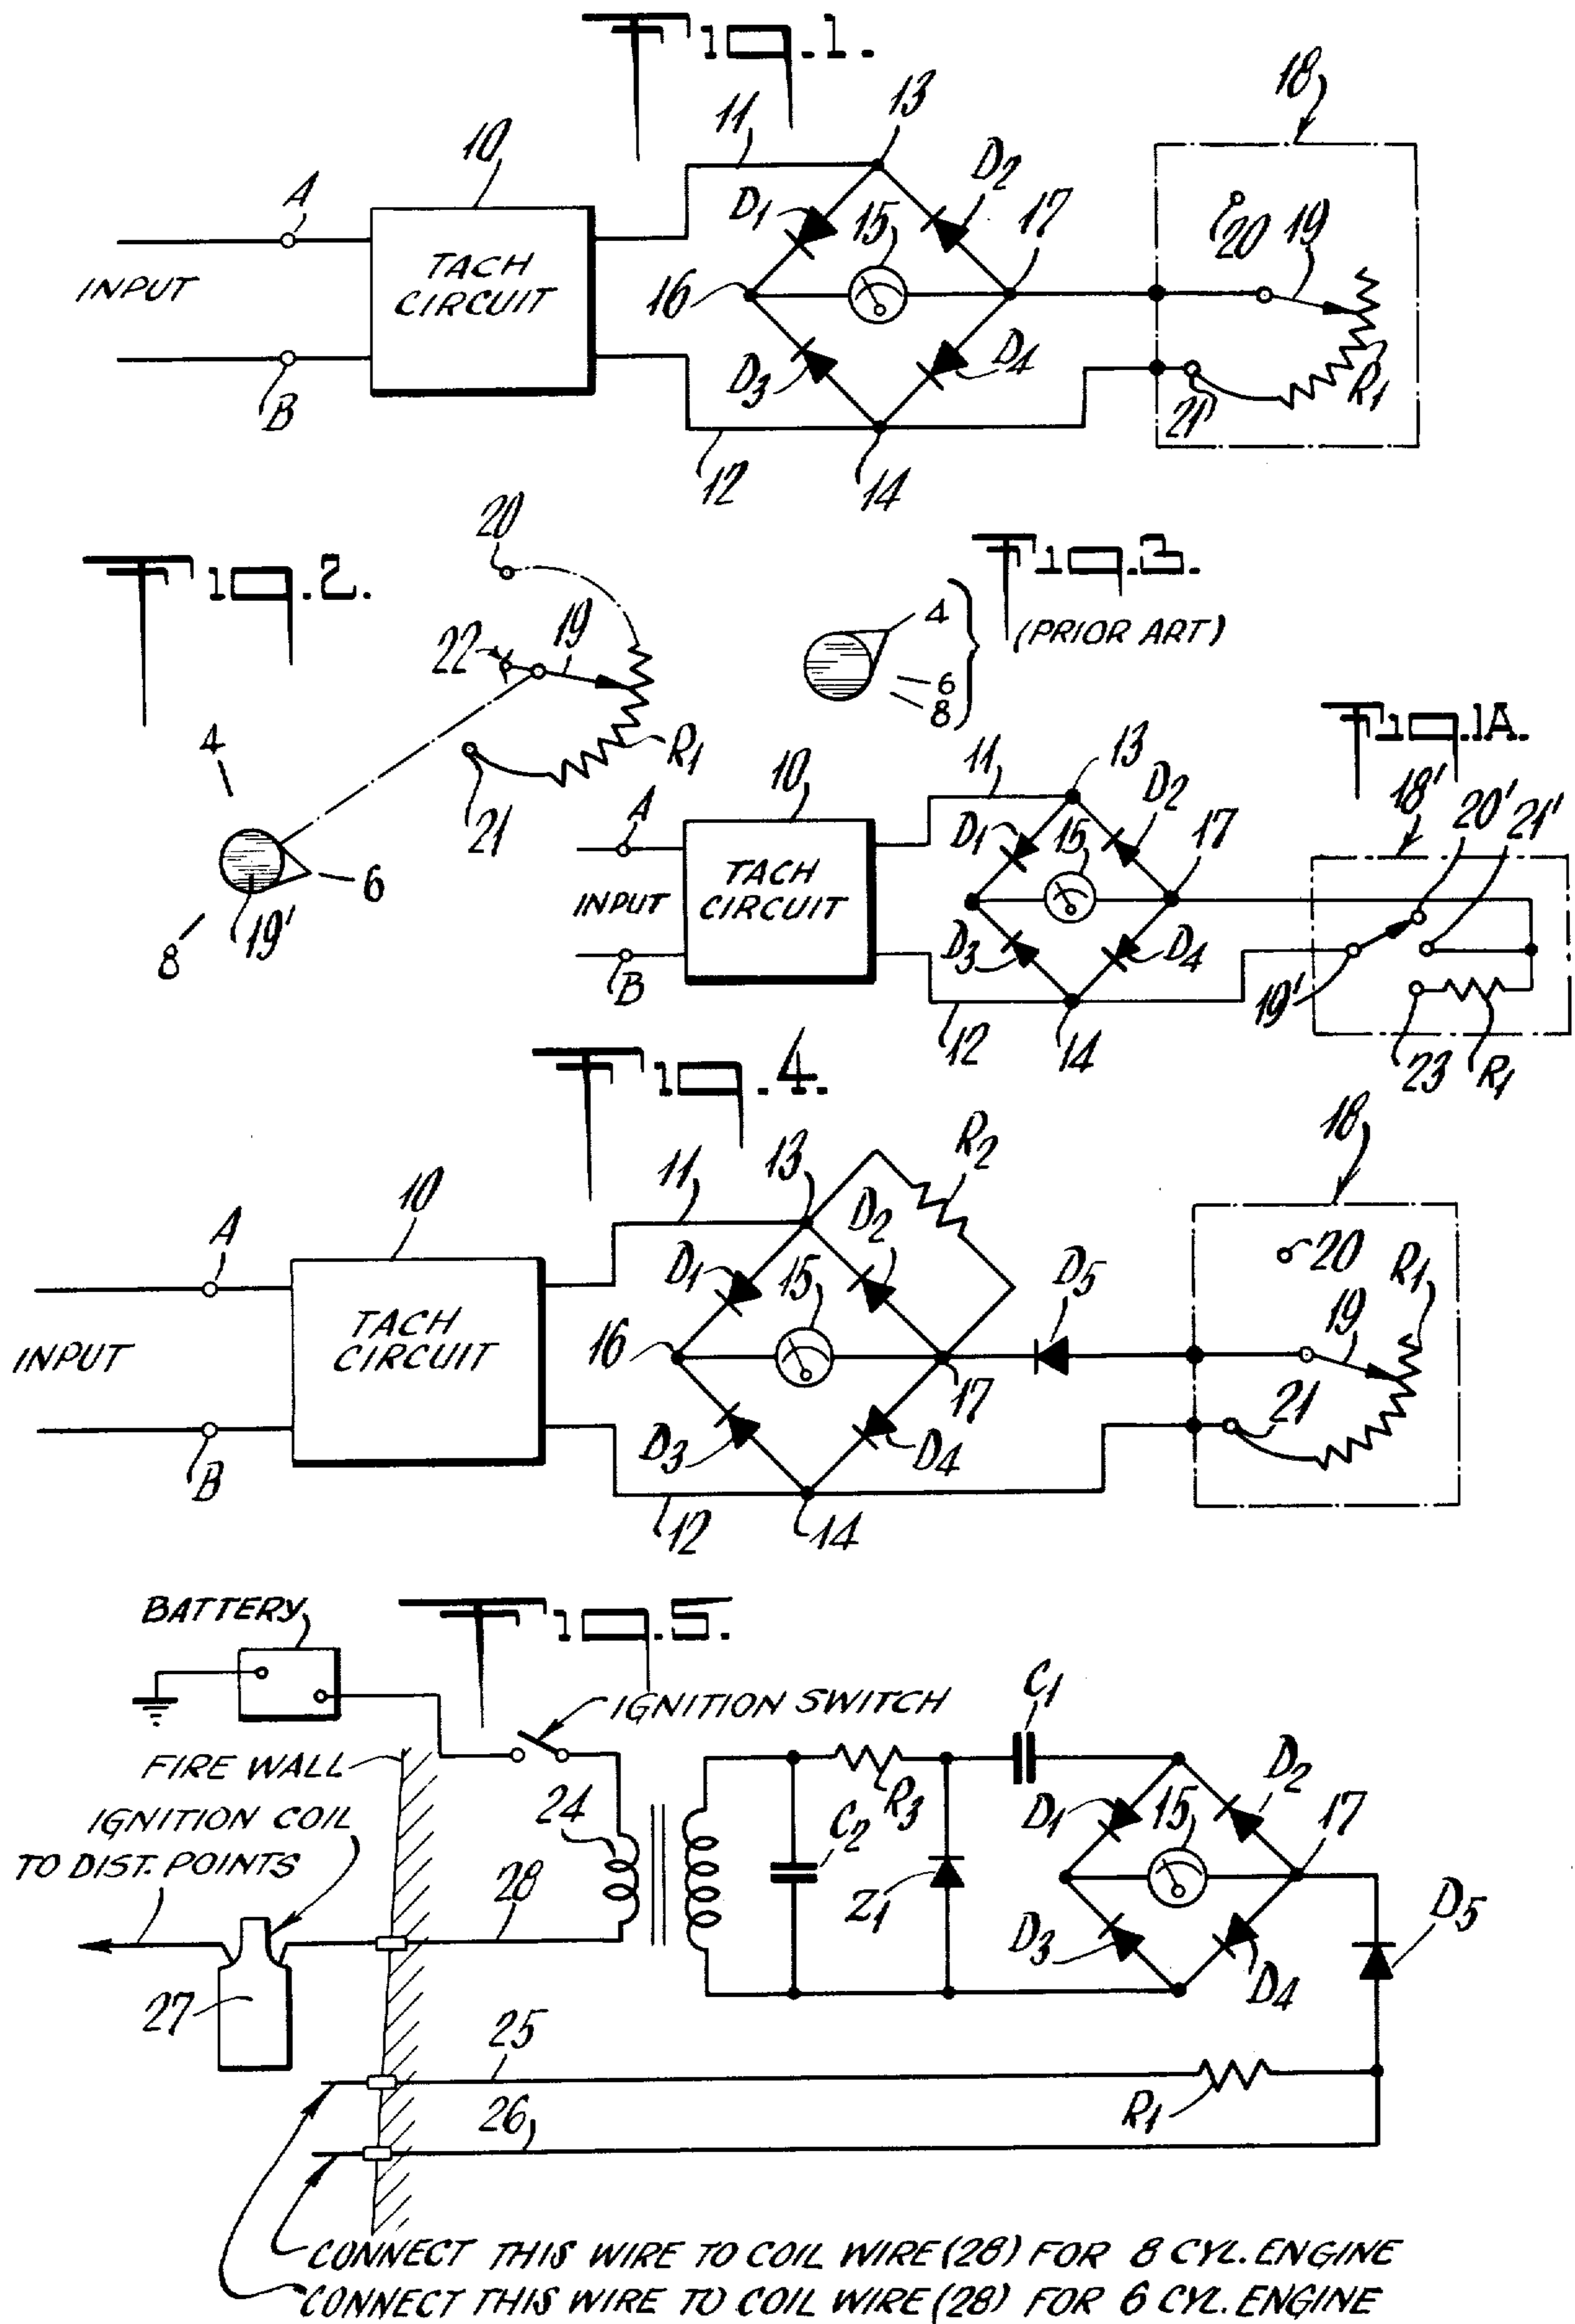 Fig.1.
10
11
13
D2
18
A
D1
15
17
20
19
INPUT
TACH
CIRCUIT
16
D3
D4
R1
21
B
12
14
Fig.2.
20
22
19
R1
21
4
6
19'
8
Fig.3.
(PRIOR ART)
4
6
8
Fig.1A.
10
11
13
D2
18'
20'
21'
A
D1
15
17
INPUT
TACH
CIRCUIT
D3
D4
B
12
14
19'
23
R1
Fig.4.
10
11
13
R2
18
A
D1
D2
15
D5
20
R1
19
INPUT
TACH
CIRCUIT
16
17
21
D3
D4
B
12
14
Fig.5.
BATTERY
IGNITION SWITCH
C1
FIRE WALL
24
R3
D2
IGNITION COIL
D1
15
17
TO DIST. POINTS
C2
28
Z1
D5
D3
D4
27
25
R1
26
CONNECT THIS WIRE TO COIL WIRE (28) FOR 8 CYL. ENGINE
CONNECT THIS WIRE TO COIL WIRE (28) FOR 6 CYL. ENGINE